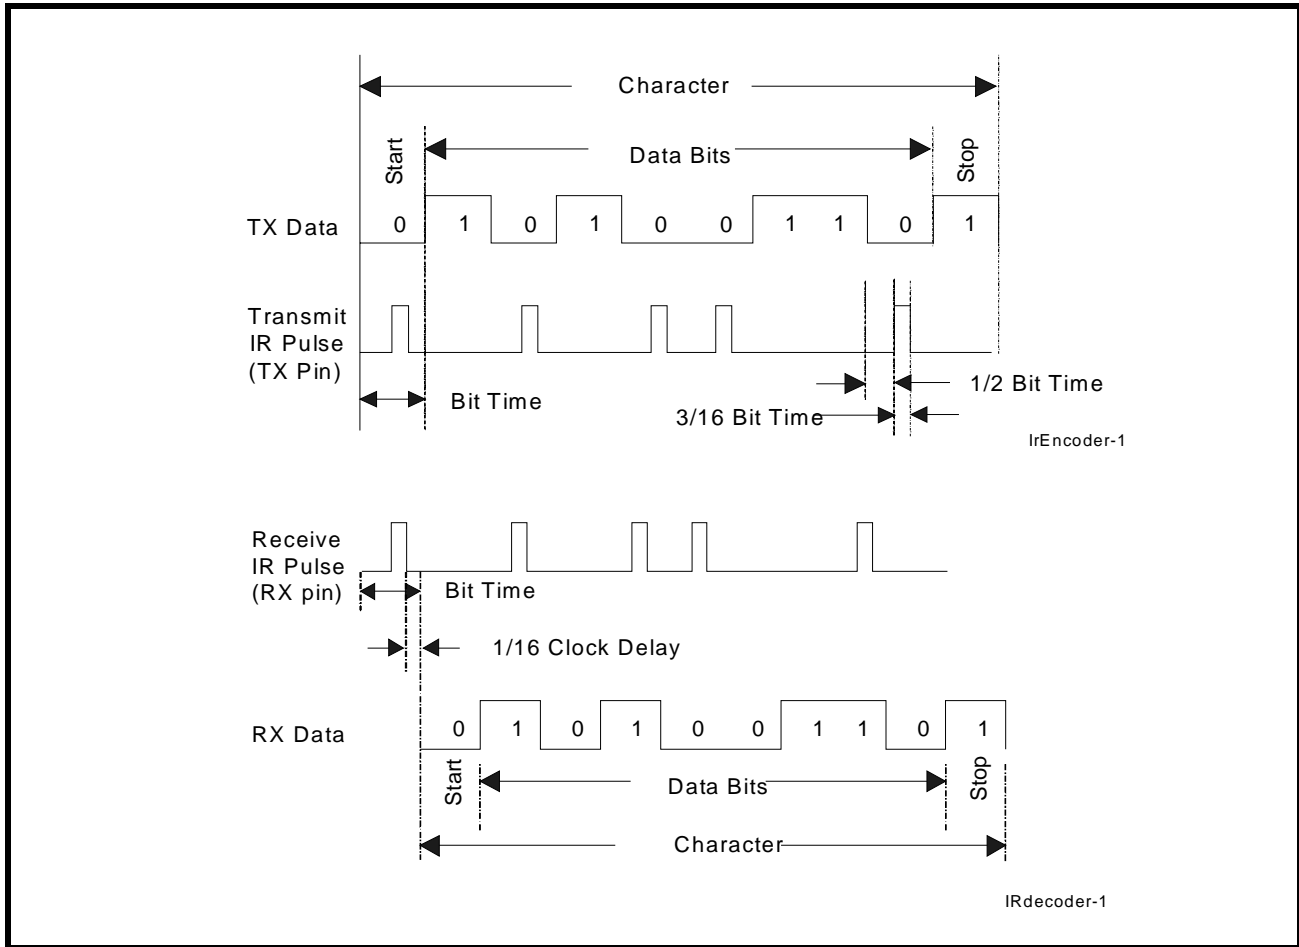 Character
Start
Data Bits
Stop
TX Data
0 1 0 1 0 0 1 1 0 1
Transmit
IR Pulse
(TX Pin)
Bit Time
1/2 Bit Time
3/16 Bit Time
IrEncoder-1
Receive
IR Pulse
(RX pin)
Bit Time
1/16 Clock Delay
RX Data
0 1 0 1 0 0 1 1 0 1
Start
Data Bits
Stop
Character
IRdecoder-1